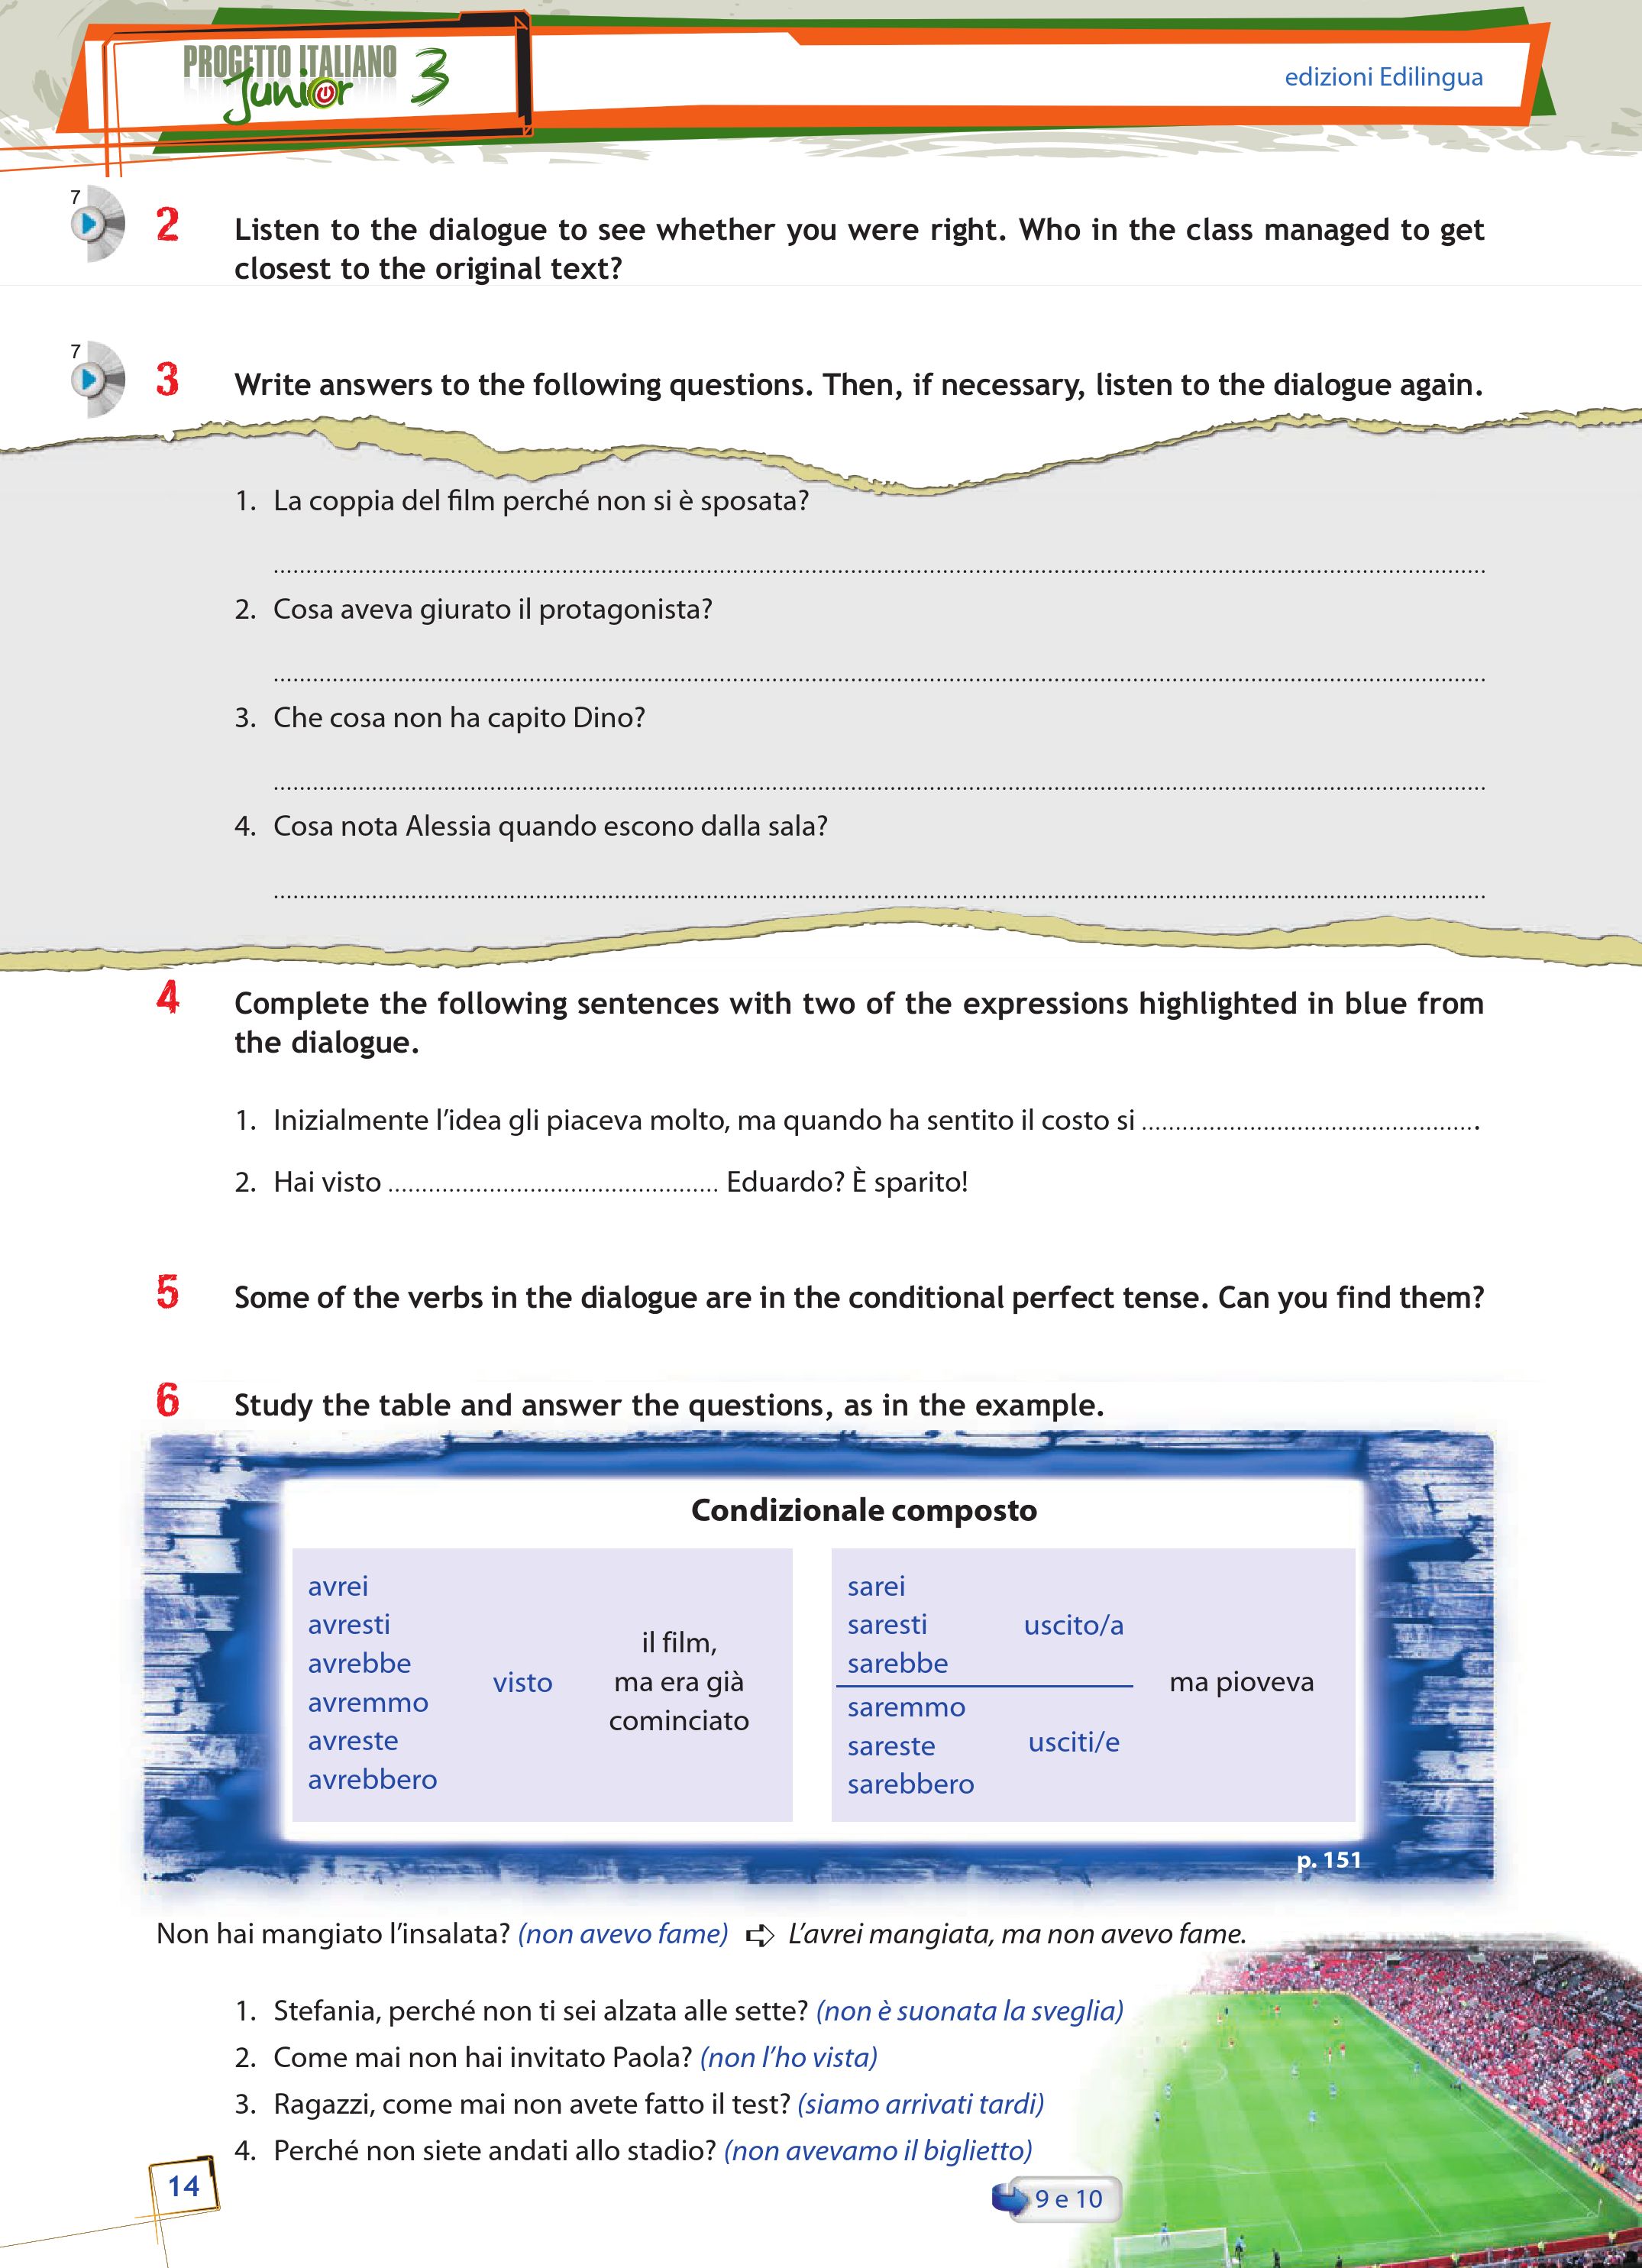 PROGETTO ITALIANO
Junior 3
edizioni Edilingua
7
2 Listen to the dialogue to see whether you were right. Who in the class managed to get
closest to the original text?
7
3 Write answers to the following questions. Then, if necessary, listen to the dialogue again.
1. La coppia del film perché non si è sposata?
2. Cosa aveva giurato il protagonista?
3. Che cosa non ha capito Dino?
4. Cosa nota Alessia quando escono dalla sala?
4 Complete the following sentences with two of the expressions highlighted in blue from
the dialogue.
1. Inizialmente l’idea gli piaceva molto, ma quando ha sentito il costo si .................................................
2. Hai visto ................................................. Eduardo? È sparito!
5 Some of the verbs in the dialogue are in the conditional perfect tense. Can you find them?
6 Study the table and answer the questions, as in the example.
Condizionale composto
avrei
avresti
avrebbe
avremmo
avreste
avrebbero
visto
il film,
ma era già
cominciato
sarei
saresti
sarebbe
uscito/a
saremmo
sareste
sarebbero
usciti/e
ma pioveva
p. 151
Non hai mangiato l’insalata? (non avevo fame) ➪ L’avrei mangiata, ma non avevo fame.
1. Stefania, perché non ti sei alzata alle sette? (non è suonata la sveglia)
2. Come mai non hai invitato Paola? (non l’ho vista)
3. Ragazzi, come mai non avete fatto il test? (siamo arrivati tardi)
4. Perché non siete andati allo stadio? (non avevamo il biglietto)
14
9 e 10